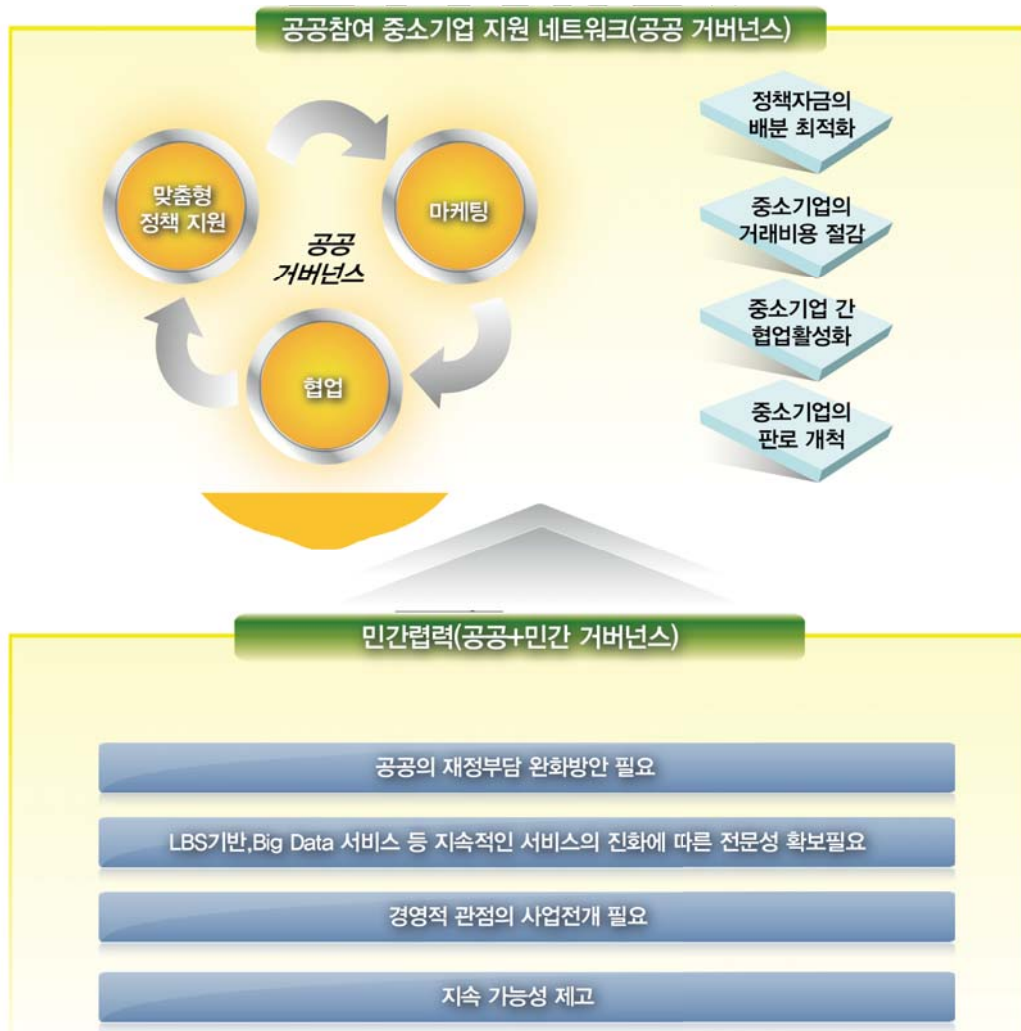 공공참여 중소기업 지원 네트워크(공공 거버넌스)
맞춤형
정책 지원
마케팅
공공
거버넌스
협업
정책자금의
배분 최적화
중소기업의
거래비용 절감
중소기업 간
협업활성화
중소기업의
판로 개척
민간렵력(공공+민간 거버넌스)
공공의 재정부담 완화방안 필요
LBS기반,Big Data 서비스 등 지속적인 서비스의 진화에 따른 전문성 확보필요
경영적 관점의 사업전개 필요
지속 가능성 제고